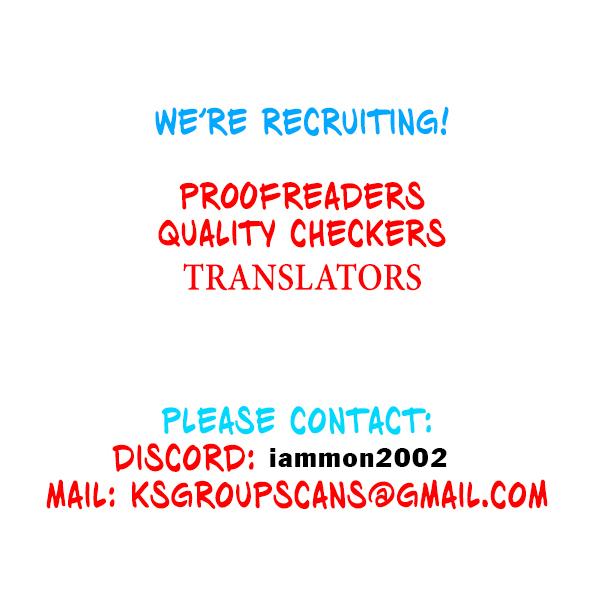 WE'RE RECRUITING!
PROOFREADERS
QUALITY CHECKERS
TRANSLATORS
PLEASE CONTACT:
DISCORD: iammon2002
MAIL: KSGROUPSCANS@GMAIL.COM